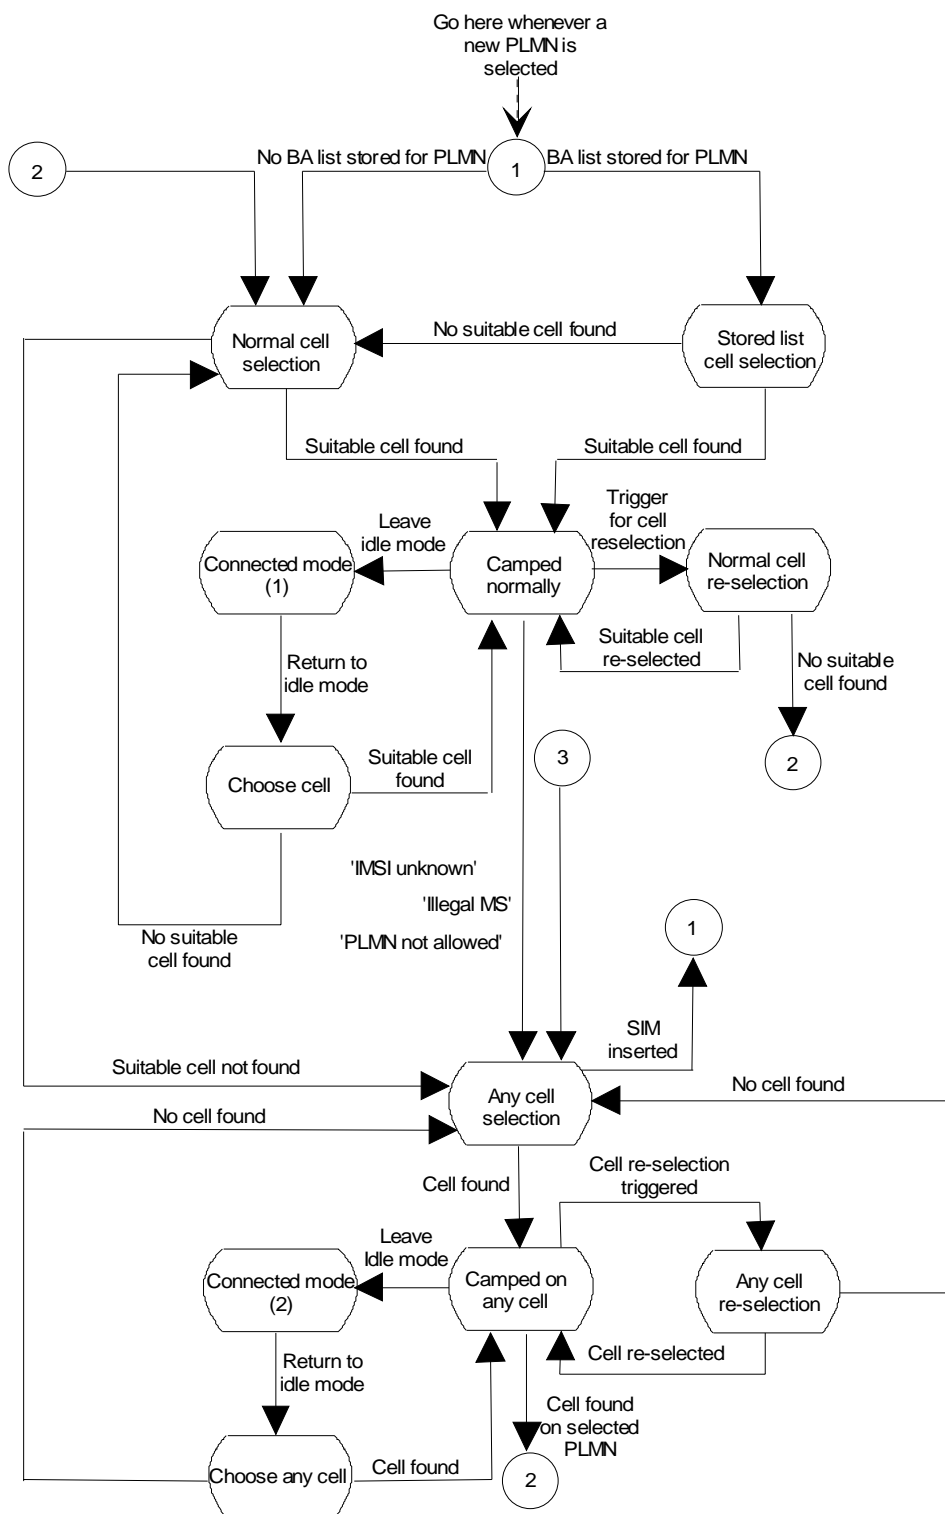 Go here whenever a
new PLMN is
selected
No BA list stored for PLMN
1
BA list stored for PLMN
2
Normal cell
selection
No suitable cell found
Stored list
cell selection
Suitable cell found
Suitable cell found
Leave
idle mode
Trigger
for cell
reselection
Connected mode
(1)
Camped
normally
Normal cell
re-selection
Suitable cell
re-selected
Return to
idle mode
No suitable
cell found
Choose cell
Suitable cell
found
3
2
'IMSI unknown'
'Illegal MS'
'PLMN not allowed'
No suitable
cell found
1
SIM
inserted
Suitable cell not found
Any cell
selection
No cell found
No cell found
Cell found
Cell re-selection
triggered
Leave
Idle mode
Connected mode
(2)
Camped on
any cell
Any cell
re-selection
Return to
idle mode
Cell re-selected
Cell found
on selected
PLMN
Choose any cell
Cell found
2